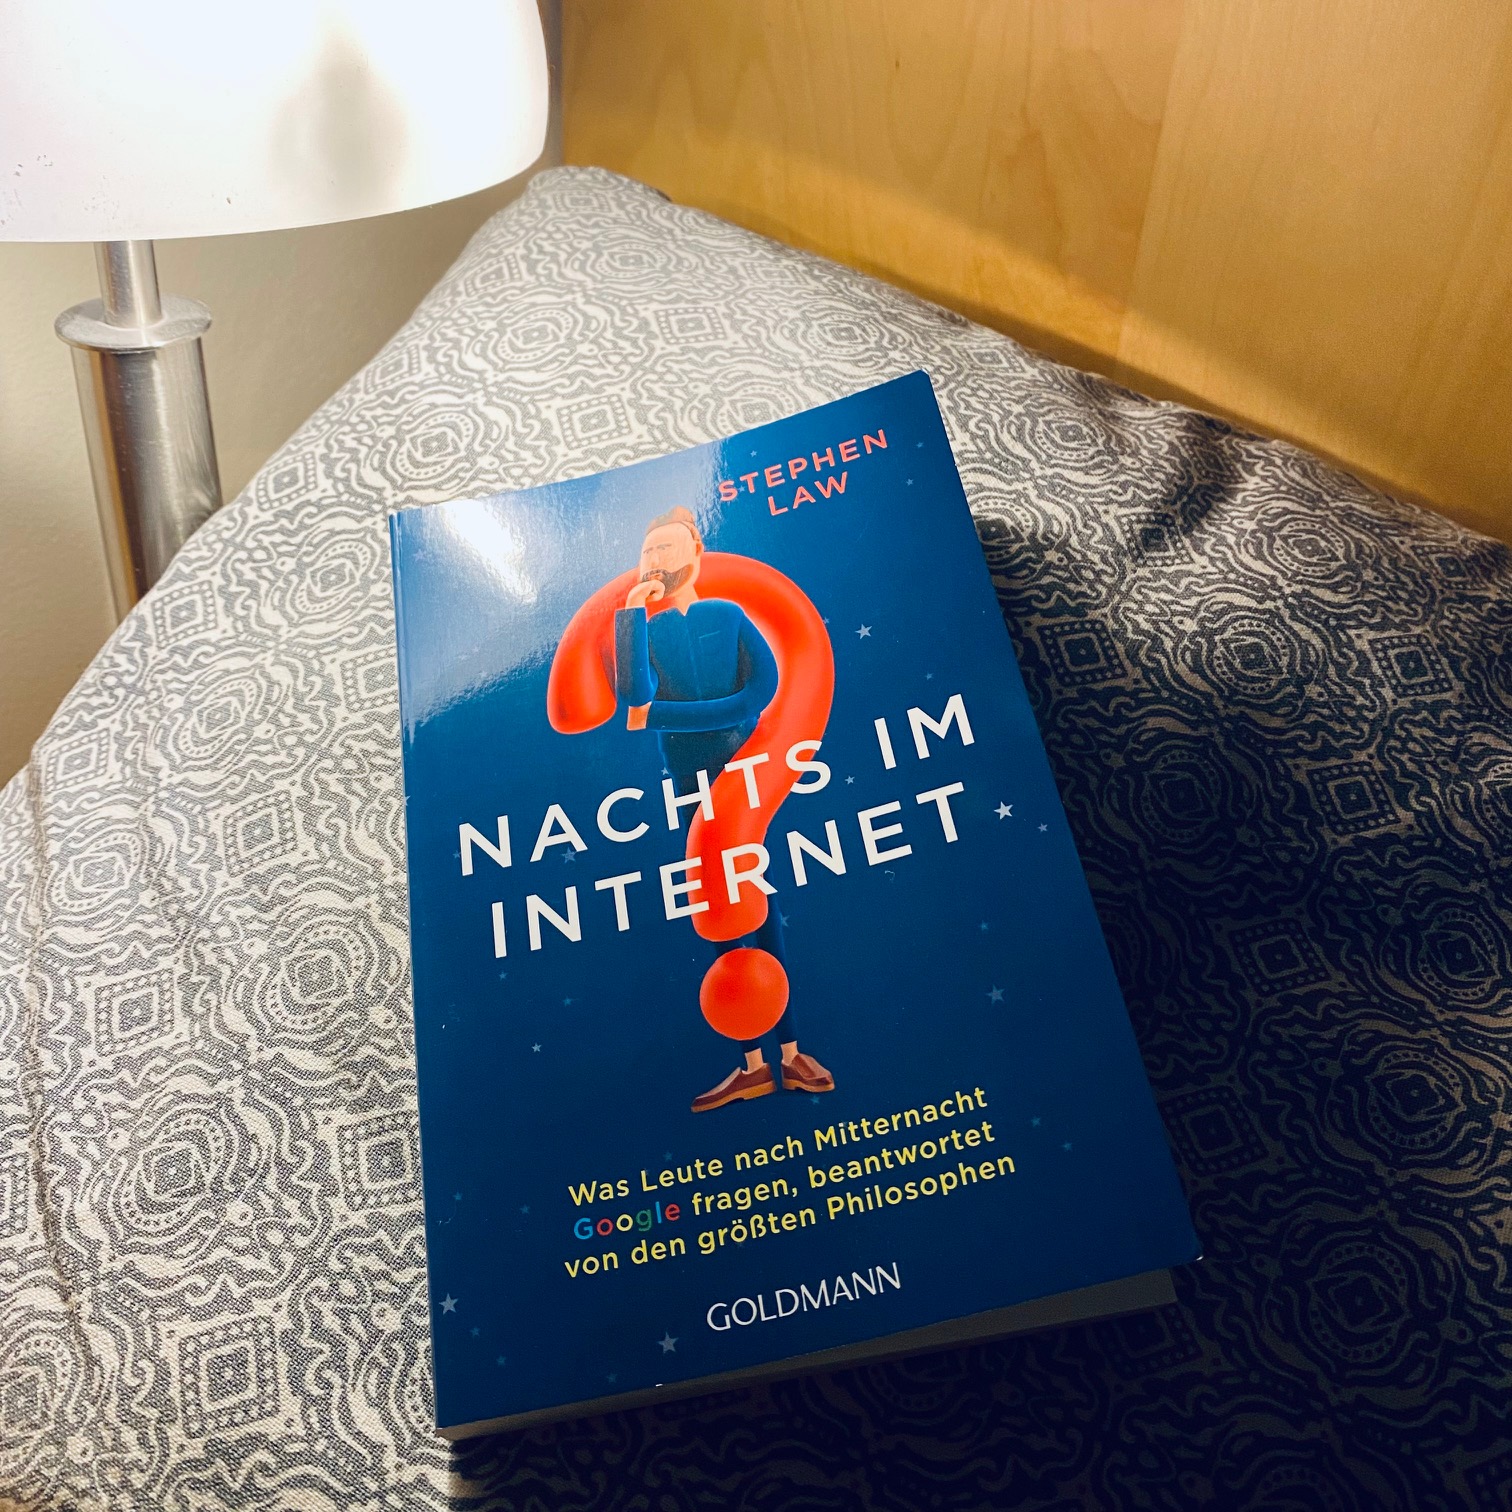 STEPHEN
LAW
NACHTS IM
INTERNET
Was Leute nach Mitternacht
Google fragen, beantwortet
von den größten Philosophen
GOLDMANN